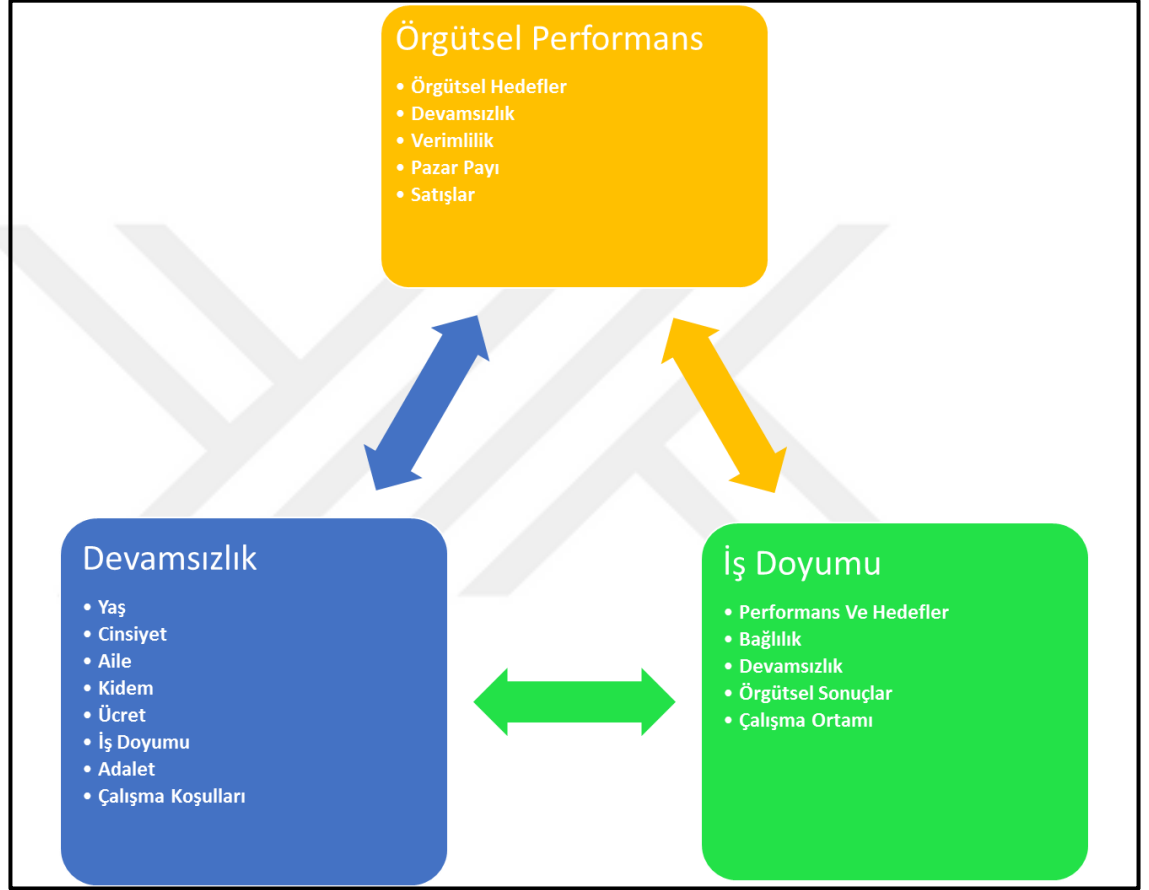 Örgütsel Performans
• Örgütsel Hedefler
• Devamsızlık
• Verimlilik
• Pazar Payı
• Satışlar
Devamsızlık
• Yaş
• Cinsiyet
• Aile
• Kidem
• Ücret
• İş Doyumu
• Adalet
• Çalışma Koşulları
İş Doyumu
• Performans Ve Hedefler
• Bağlılık
• Devamsızlık
• Örgütsel Sonuçlar
• Çalışma Ortamı